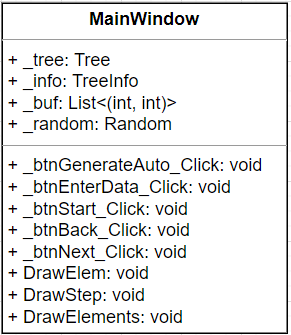 MainWindow
+ _tree: Tree
+ _info: TreeInfo
+ _buf: List<(int, int)>
+ _random: Random
+ _btnGenerateAuto_Click: void
+ _btnEnterData_Click: void
+ _btnStart_Click: void
+ _btnBack_Click: void
+ _btnNext_Click: void
+ DrawElem: void
+ DrawStep: void
+ DrawElements: void